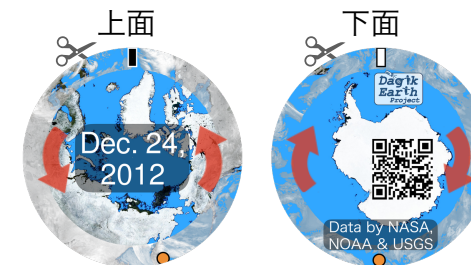 上面
下面
Dec. 24,
2012
Dagik
Earth
Project
Data by NASA,
NOAA & USGS